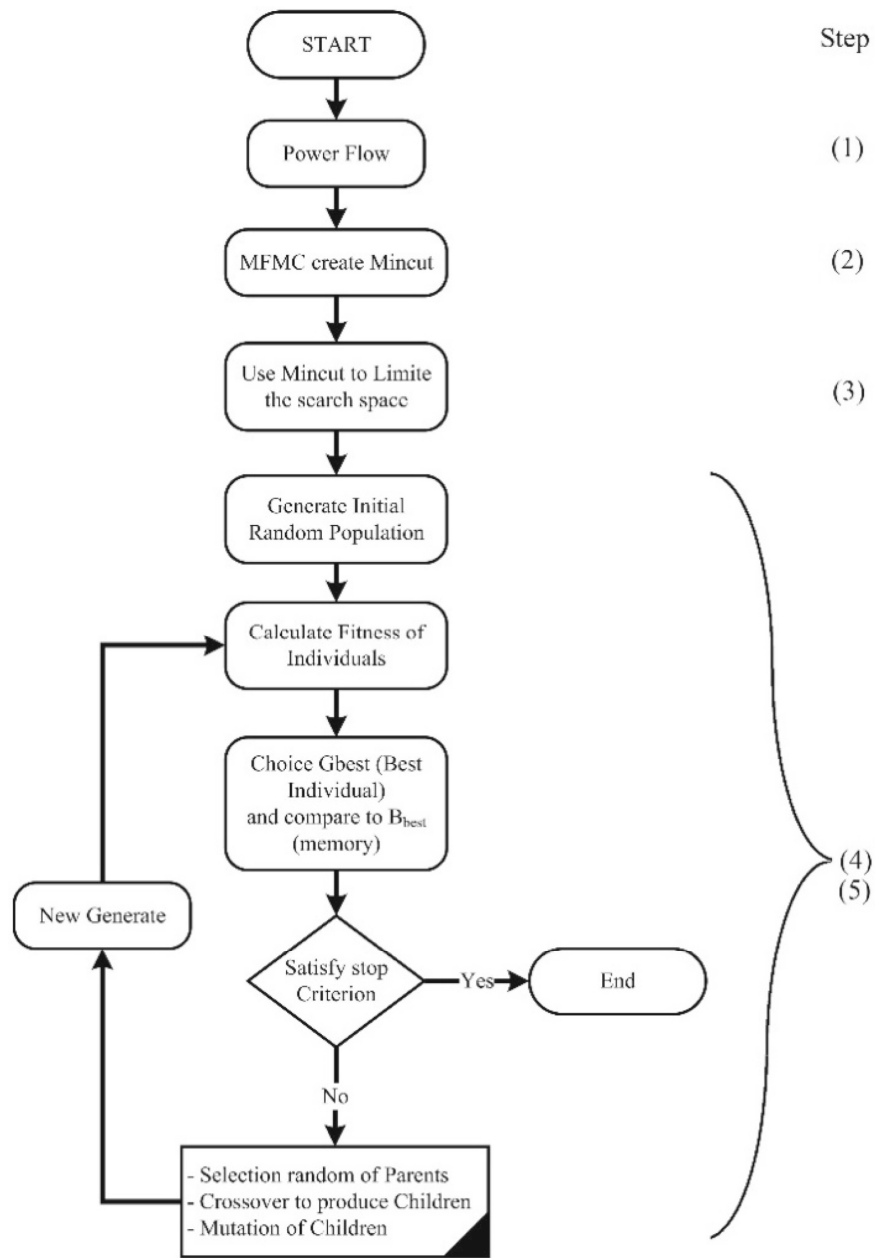 START
Step
Power Flow
(1)
MFMC create Mincut
(2)
Use Mincut to Limite
the search space
(3)
Generate Initial
Random Population
Calculate Fitness of
Individuals
Choice Gbest (Best
Individual)
and compare to Bbest
(memory)
(4)
(5)
New Generate
Satisfy stop
Criterion
Yes
End
No
- Selection random of Parents
- Crossover to produce Children
- Mutation of Children